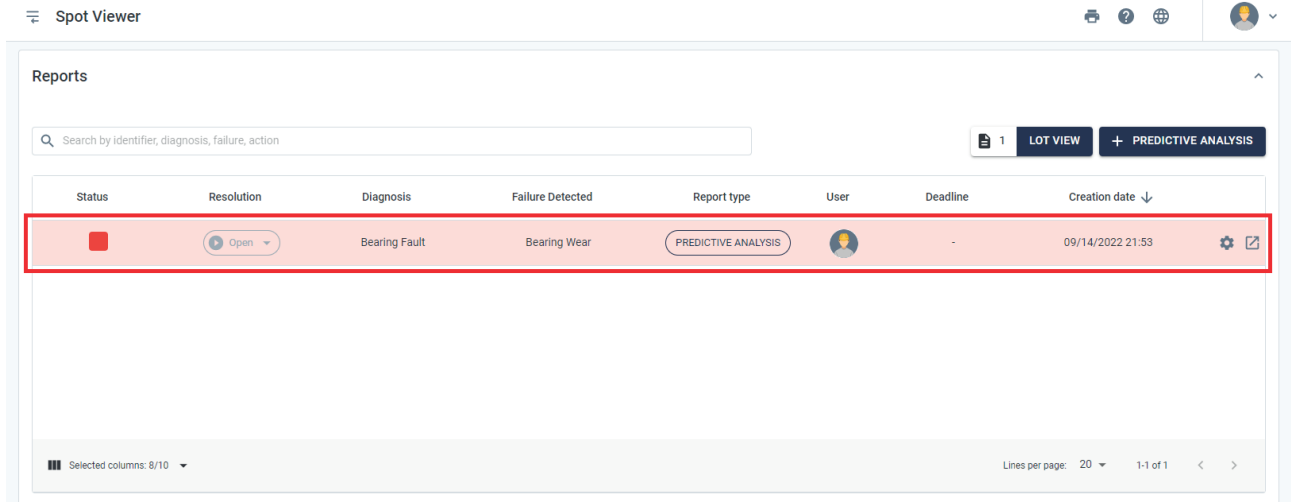 Spot Viewer
Reports
Search by identifier, diagnosis, failure, action
1 LOT VIEW + PREDICTIVE ANALYSIS
Status Resolution Diagnosis Failure Detected Report type User Deadline Creation date
Open Bearing Fault Bearing Wear PREDICTIVE ANALYSIS - 09/14/2022 21:53
Selected columns: 8/10 Lines per page: 20 1-1 of 1